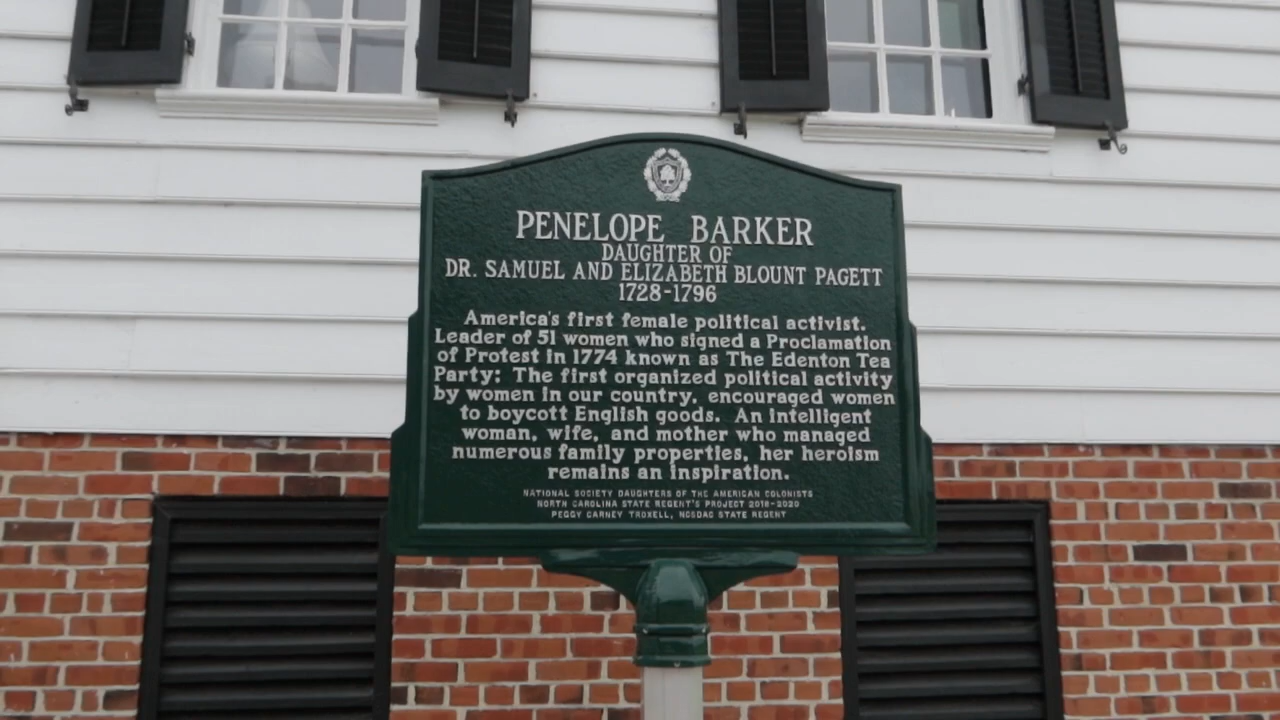 PENELOPE BARKER
DAUGHTER OF
DR. SAMUEL AND ELIZABETH BLOUNT PAGETT
1728-1796
America's first female political activist.
Leader of 51 women who signed a Proclamation
of Protest in 1774 known as The Edenton Tea
Party; The first organized political activity
by women in our country, encouraged women
to boycott English goods. An intelligent
woman, wife, and mother who managed
numerous family properties, her heroism
remains an inspiration.
NATIONAL SOCIETY DAUGHTERS OF THE AMERICAN COLONISTS
NORTH CAROLINA STATE REGENT'S PROJECT 2018-2020
PEGGY CARNEY TROXELL, NCSDAC STATE REGENT